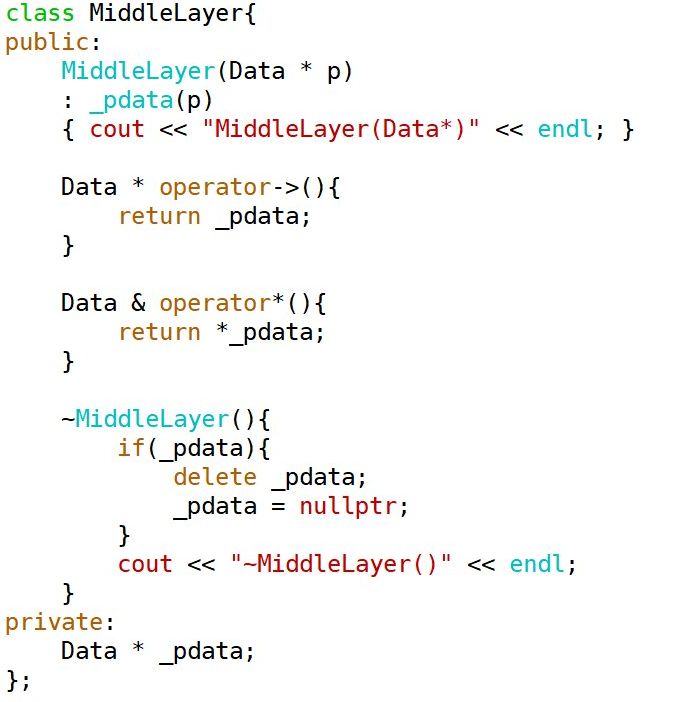 class MiddleLayer{
public:
    MiddleLayer(Data * p)
    : _pdata(p)
    { cout << "MiddleLayer(Data*)" << endl; }

    Data * operator->(){
        return _pdata;
    }

    Data & operator*(){
        return *_pdata;
    }

    ~MiddleLayer(){
        if(_pdata){
            delete _pdata;
            _pdata = nullptr;
        }
        cout << "~MiddleLayer()" << endl;
    }
private:
    Data * _pdata;
};